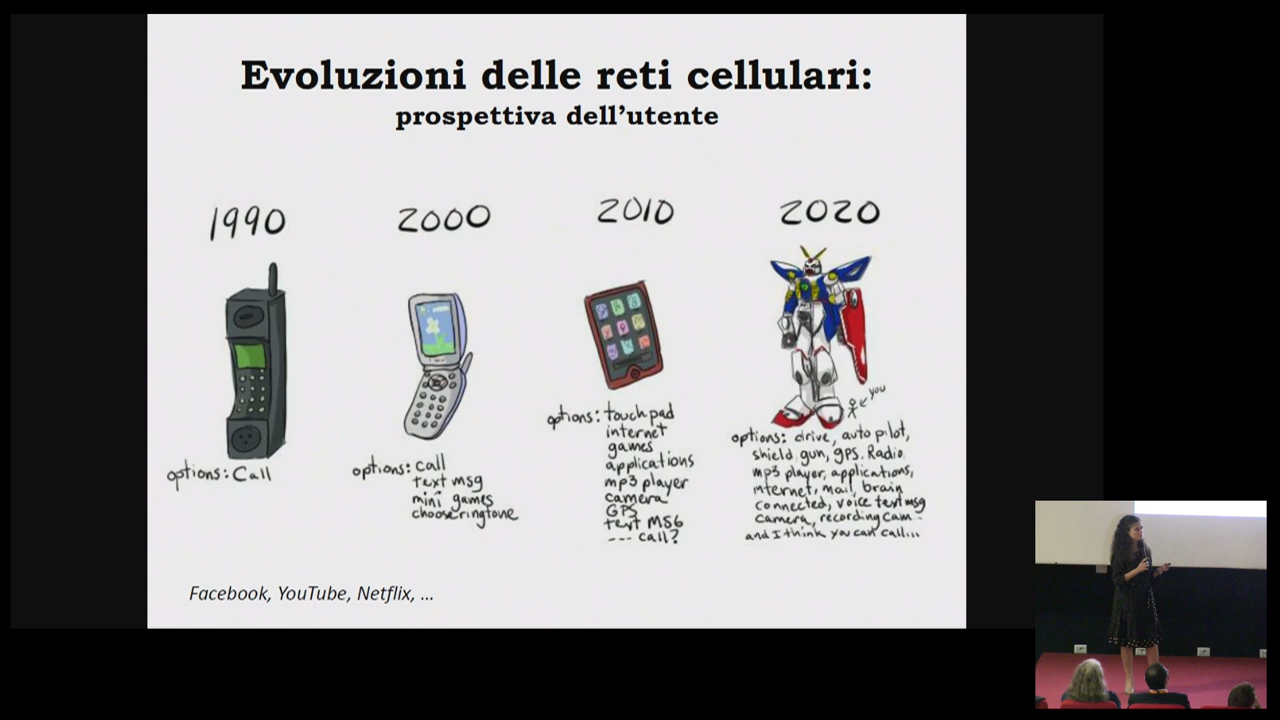 Evoluzioni delle reti cellulari:
prospettiva dell'utente
1990
2000
2010
2020
options: Call
options: call
text msg
mini games
choose ringtone
options: touch pad
internet
games
applications
mp3 player
camera
GPS
text MSG
--- call?
you
options: drive, auto pilot,
shield, gun, gps. Radio.
mp3 player, applications,
internet, mail, brain
connected, voice text msg
camera, recording cam.
and I think you can call...
Facebook, YouTube, Netflix, ...